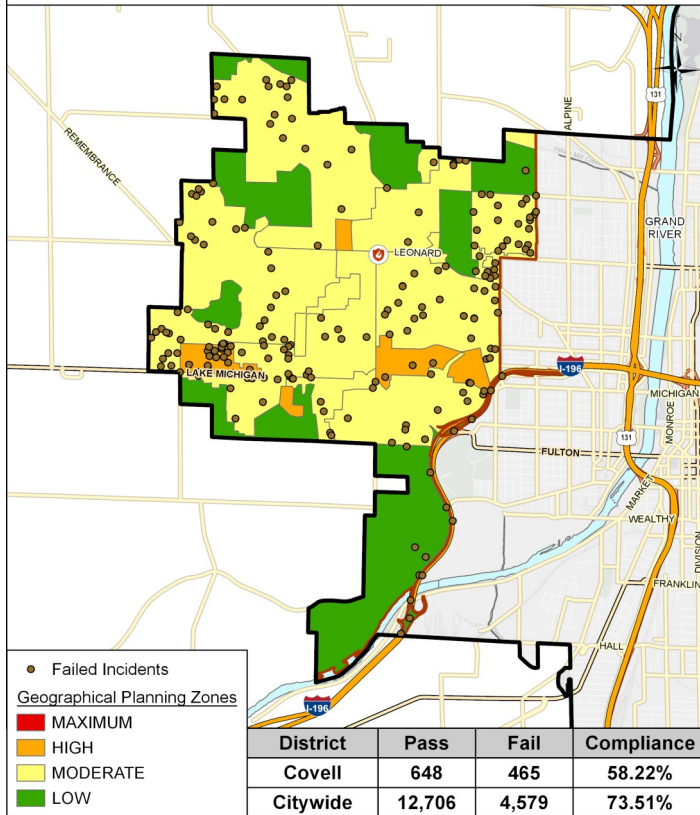 N
131
ALPINE
REMEMBRANCE
GRAND
RIVER
LEONARD
LAKE MICHIGAN
I-196
MICHIGAN
MONROE
131
FULTON
MARKET
WEALTHY
DIVISION
FRANKLIN
HALL
I-196
Failed Incidents
Geographical Planning Zones
MAXIMUM
HIGH
MODERATE
LOW
District Pass Fail Compliance
Covell 648 465 58.22%
Citywide 12,706 4,579 73.51%